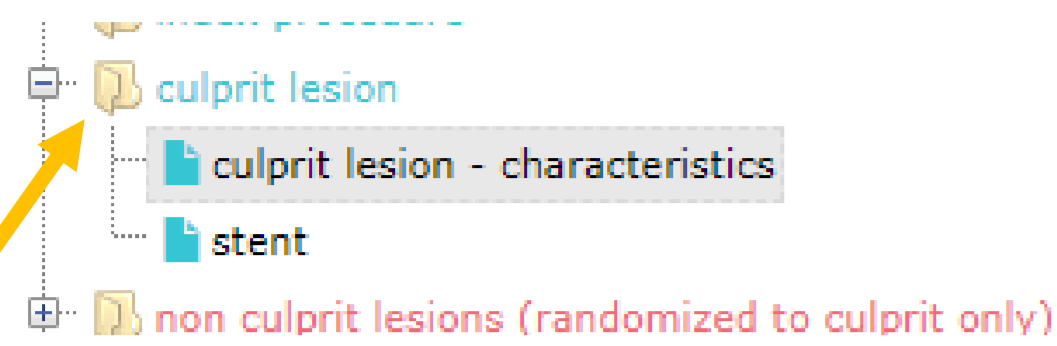 culprit lesion
culprit lesion - characteristics
stent
non culprit lesions (randomized to culprit only)